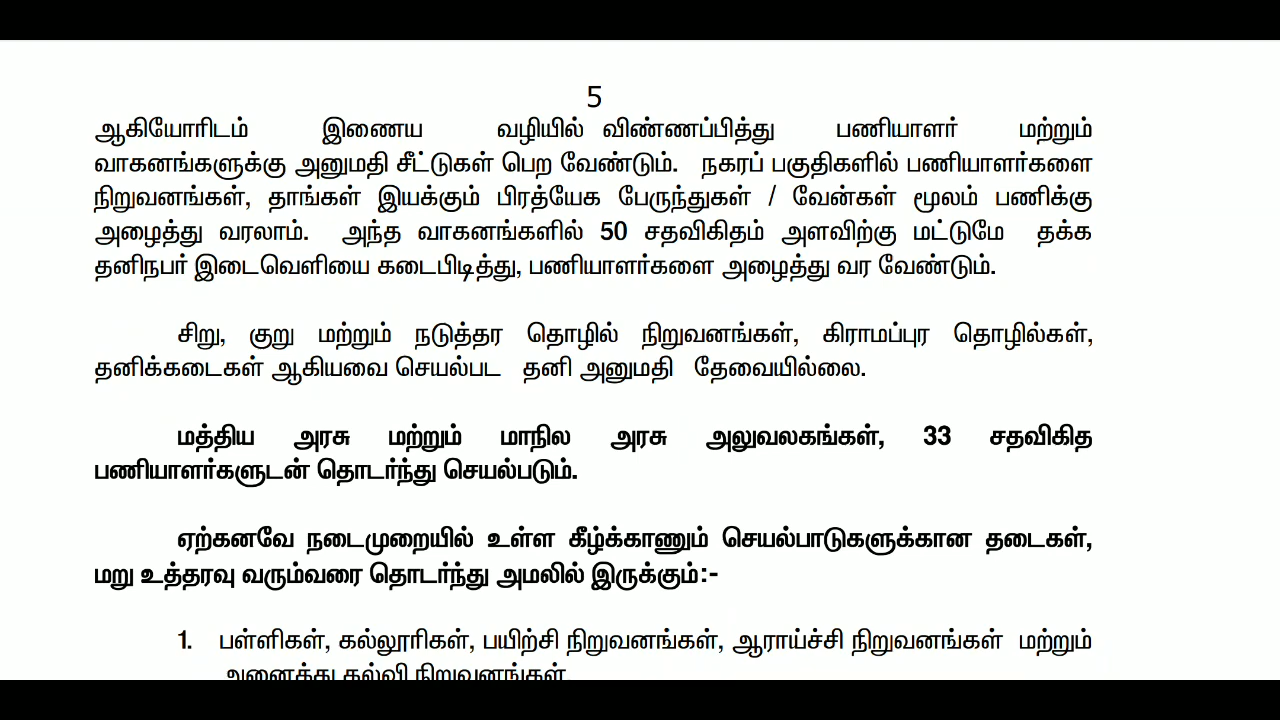 5
ஆகியோரிடம் இணைய வழியில் விண்ணப்பித்து பணியாளர் மற்றும்
வாகனங்களுக்கு அனுமதி சீட்டுகள் பெற வேண்டும். நகரப் பகுதிகளில் பணியாளர்களை
நிறுவனங்கள், தாங்கள் இயக்கும் பிரத்யேக பேருந்துகள் / வேன்கள் மூலம் பணிக்கு
அழைத்து வரலாம். அந்த வாகனங்களில் 50 சதவிகிதம் அளவிற்கு மட்டுமே தக்க
தனிநபர் இடைவெளியை கடைபிடித்து, பணியாளர்களை அழைத்து வர வேண்டும்.
சிறு, குறு மற்றும் நடுத்தர தொழில் நிறுவனங்கள், கிராமப்புர தொழில்கள்,
தனிக்கடைகள் ஆகியவை செயல்பட தனி அனுமதி தேவையில்லை.
மத்திய அரசு மற்றும் மாநில அரசு அலுவலகங்கள், 33 சதவிகித
பணியாளர்களுடன் தொடர்ந்து செயல்படும்.
ஏற்கனவே நடைமுறையில் உள்ள கீழ்க்காணும் செயல்பாடுகளுக்கான தடைகள்,
மறு உத்தரவு வரும்வரை தொடர்ந்து அமலில் இருக்கும்:-
1. பள்ளிகள், கல்லூரிகள், பயிற்சி நிறுவனங்கள், ஆராய்ச்சி நிறுவனங்கள் மற்றும்
அனைத்து கல்வி நிறுவனங்கள்